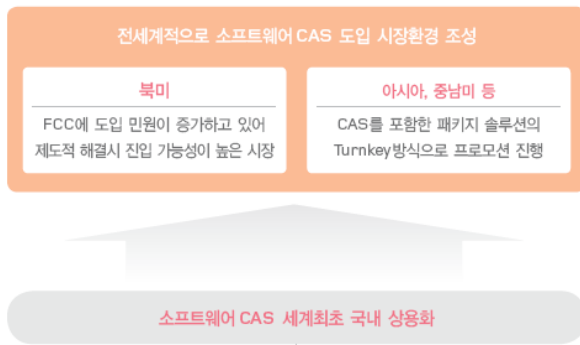 전세계적으로 소프트웨어 CAS 도입 시장환경 조성
북미
FCC에 도입 민원이 증가하고 있어
제도적 해결시 진입 가능성이 높은 시장
아시아, 중남미 등
CAS를 포함한 패키지 솔루션의
Turnkey방식으로 프로모션 진행
소프트웨어 CAS 세계최초 국내 상용화